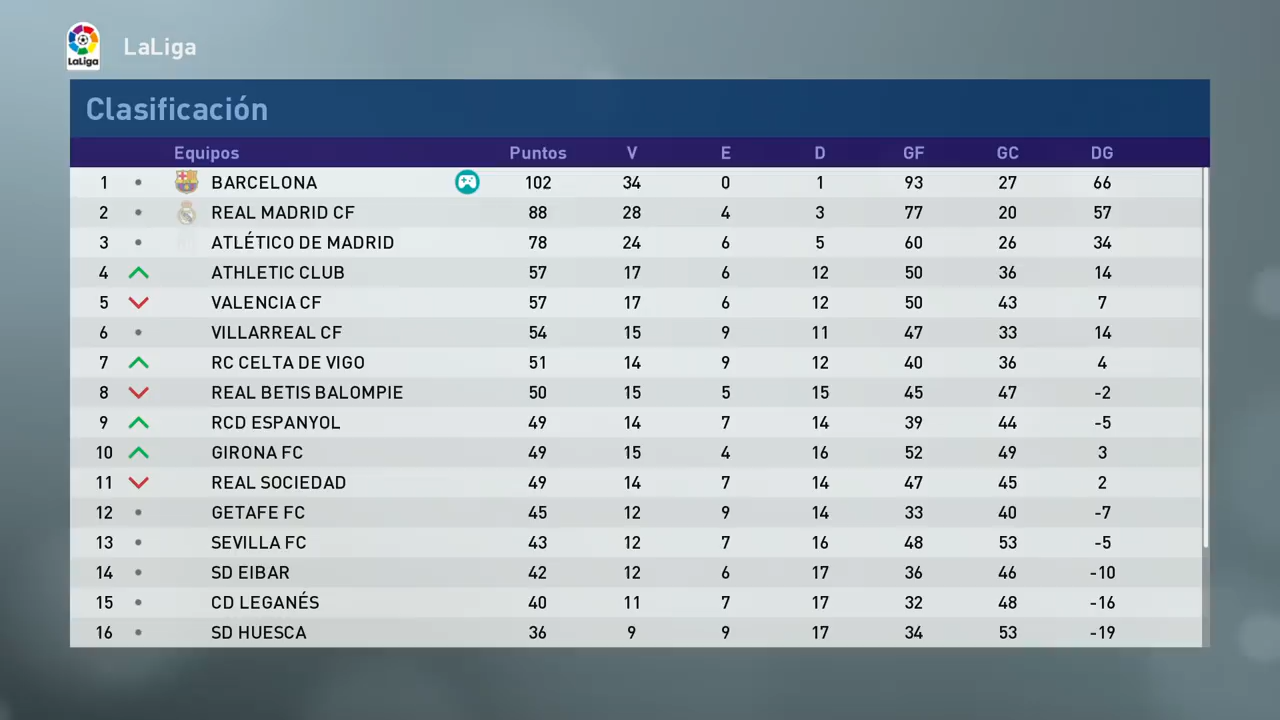 LaLiga
LaLiga
Clasificación
Equipos Puntos V E D GF GC DG
1 BARCELONA 102 34 0 1 93 27 66
2 REAL MADRID CF 88 28 4 3 77 20 57
3 ATLÉTICO DE MADRID 78 24 6 5 60 26 34
4 ATHLETIC CLUB 57 17 6 12 50 36 14
5 VALENCIA CF 57 17 6 12 50 43 7
6 VILLARREAL CF 54 15 9 11 47 33 14
7 RC CELTA DE VIGO 51 14 9 12 40 36 4
8 REAL BETIS BALOMPIE 50 15 5 15 45 47 -2
9 RCD ESPANYOL 49 14 7 14 39 44 -5
10 GIRONA FC 49 15 4 16 52 49 3
11 REAL SOCIEDAD 49 14 7 14 47 45 2
12 GETAFE FC 45 12 9 14 33 40 -7
13 SEVILLA FC 43 12 7 16 48 53 -5
14 SD EIBAR 42 12 6 17 36 46 -10
15 CD LEGANÉS 40 11 7 17 32 48 -16
16 SD HUESCA 36 9 9 17 34 53 -19